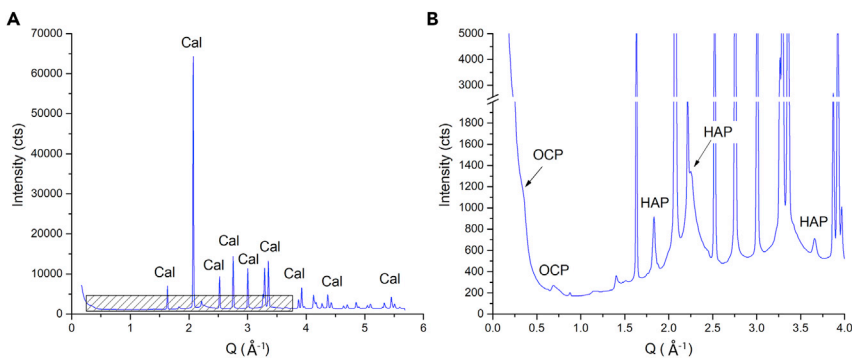 A
Intensity (cts)
70000
60000
50000
40000
30000
20000
10000
0
Cal
Cal
Cal
Cal
Cal
Cal
Cal
Cal
Cal
0 1 2 3 4 5 6
Q (Å⁻¹)
B
Intensity (cts)
5000
4000
3000
1800
1600
1400
1200
1000
800
600
400
200
0
OCP
OCP
HAP
HAP
HAP
0.0 0.5 1.0 1.5 2.0 2.5 3.0 3.5 4.0
Q (Å⁻¹)